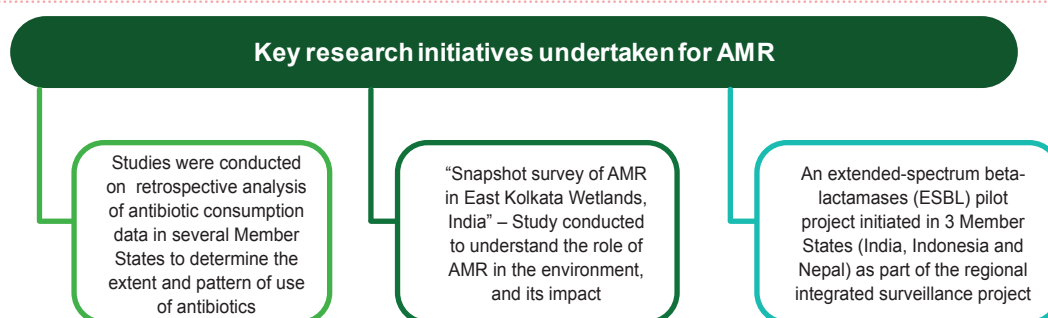 Key research initiatives undertaken for AMR
Studies were conducted
on retrospective analysis
of antibiotic consumption
data in several Member
States to determine the
extent and pattern of use
of antibiotics
“Snapshot survey of AMR
in East Kolkata Wetlands,
India” – Study conducted
to understand the role of
AMR in the environment,
and its impact
An extended-spectrum beta-
lactamases (ESBL) pilot
project initiated in 3 Member
States (India, Indonesia and
Nepal) as part of the regional
integrated surveillance project